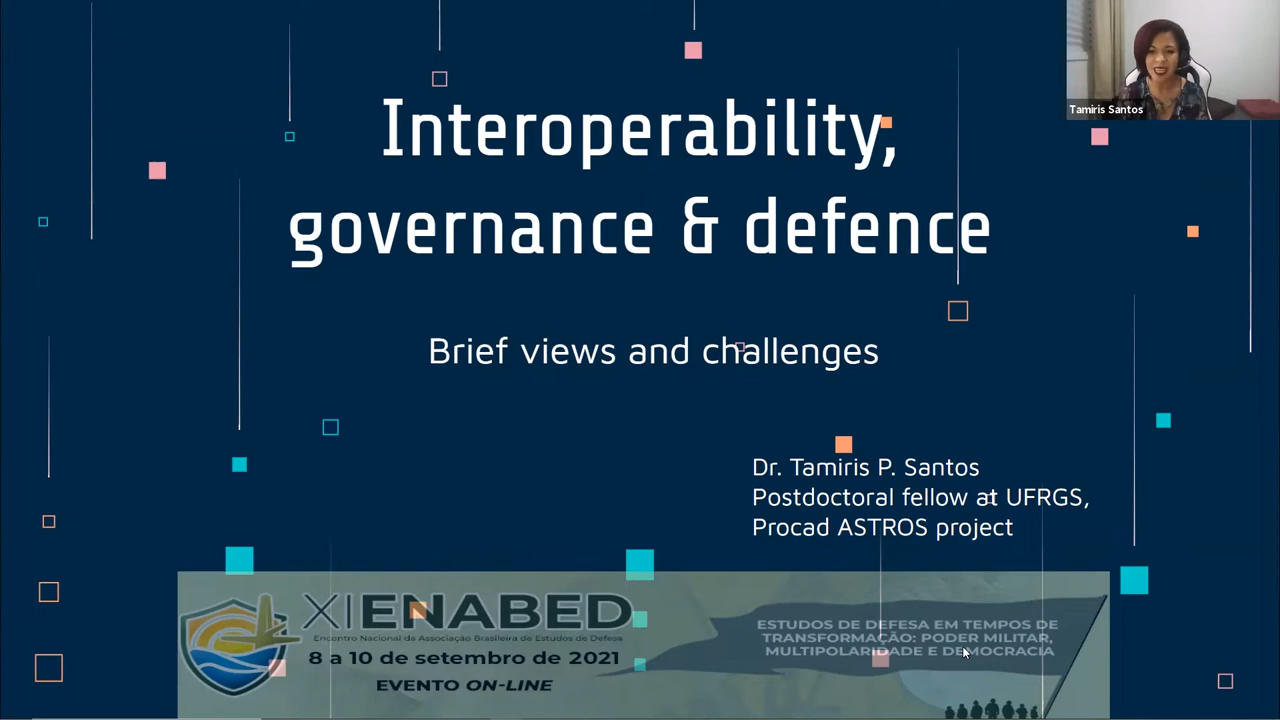 Tamiris Santos
Interoperability,
governance & defence
Brief views and challenges
Dr. Tamiris P. Santos
Postdoctoral fellow at UFRGS,
Procad ASTROS project
XIENABED
Encontro Nacional da Associação Brasileira de Estudos de Defesa
8 a 10 de setembro de 2021
EVENTO ON-LINE
ESTUDOS DE DEFESA EM TEMPOS DE
TRANSFORMAÇÃO: PODER MILITAR,
MULTIPOLARIDADE E DEMOCRACIA